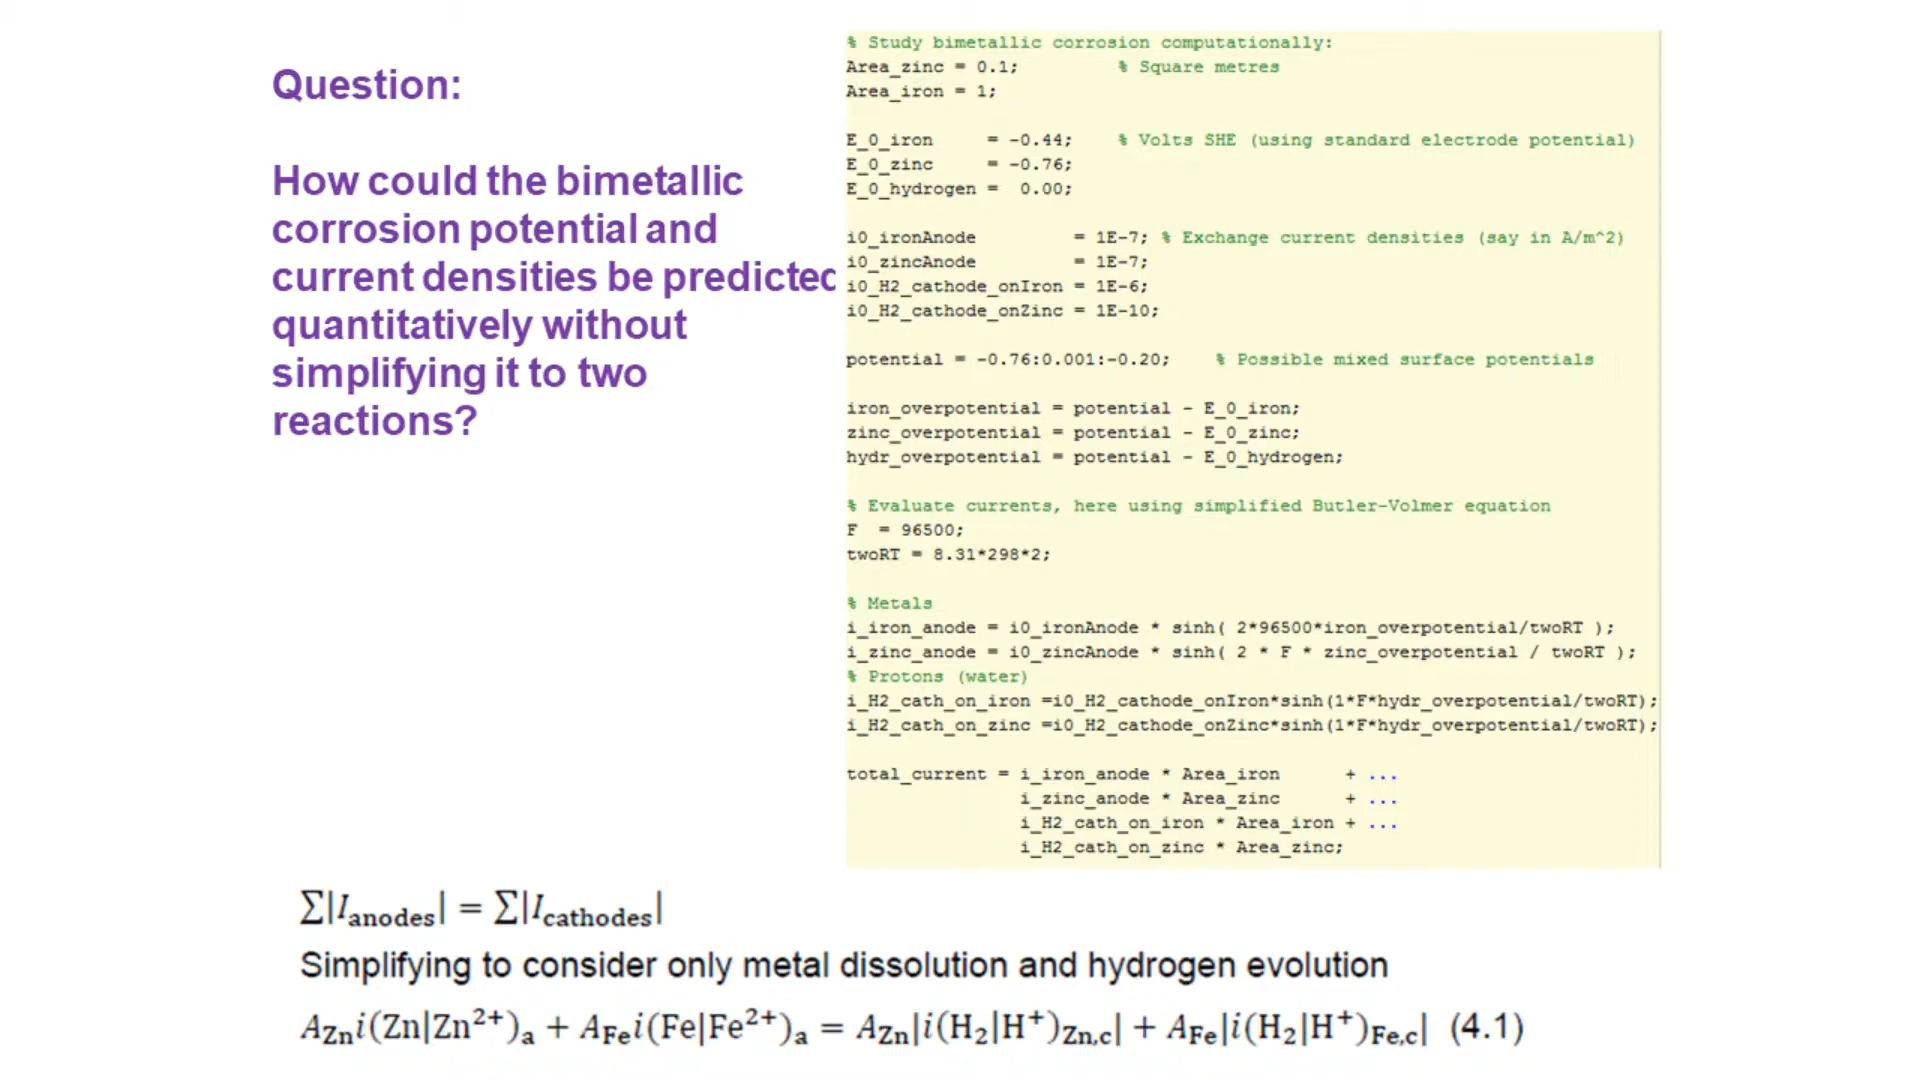 Question:
How could the bimetallic
corrosion potential and
current densities be predicted
quantitatively without
simplifying it to two
reactions?
% Study bimetallic corrosion computationally:
Area_zinc = 0.1; % Square metres
Area_iron = 1;
E_0_iron = -0.44; % Volts SHE (using standard electrode potential)
E_0_zinc = -0.76;
E_0_hydrogen = 0.00;
i0_ironAnode = 1E-7; % Exchange current densities (say in A/m^2)
i0_zincAnode = 1E-7;
i0_H2_cathode_onIron = 1E-6;
i0_H2_cathode_onZinc = 1E-10;
potential = -0.76:0.001:-0.20; % Possible mixed surface potentials
iron_overpotential = potential - E_0_iron;
zinc_overpotential = potential - E_0_zinc;
hydr_overpotential = potential - E_0_hydrogen;
% Evaluate currents, here using simplified Butler-Volmer equation
F = 96500;
twoRT = 8.31*298*2;
% Metals
i_iron_anode = i0_ironAnode * sinh( 2*96500*iron_overpotential/twoRT );
i_zinc_anode = i0_zincAnode * sinh( 2 * F * zinc_overpotential / twoRT );
% Protons (water)
i_H2_cath_on_iron =i0_H2_cathode_onIron*sinh(1*F*hydr_overpotential/twoRT);
i_H2_cath_on_zinc =i0_H2_cathode_onZinc*sinh(1*F*hydr_overpotential/twoRT);
total_current = i_iron_anode * Area_iron + ...
i_zinc_anode * Area_zinc + ...
i_H2_cath_on_iron * Area_iron + ...
i_H2_cath_on_zinc * Area_zinc;
∑|I_anodes| = ∑|I_cathodes|
Simplifying to consider only metal dissolution and hydrogen evolution
A_Zn i(Zn|Zn²⁺)_a + A_Fe i(Fe|Fe²⁺)_a = A_Zn|i(H₂|H⁺)_Zn,c| + A_Fe|i(H₂|H⁺)_Fe,c| (4.1)